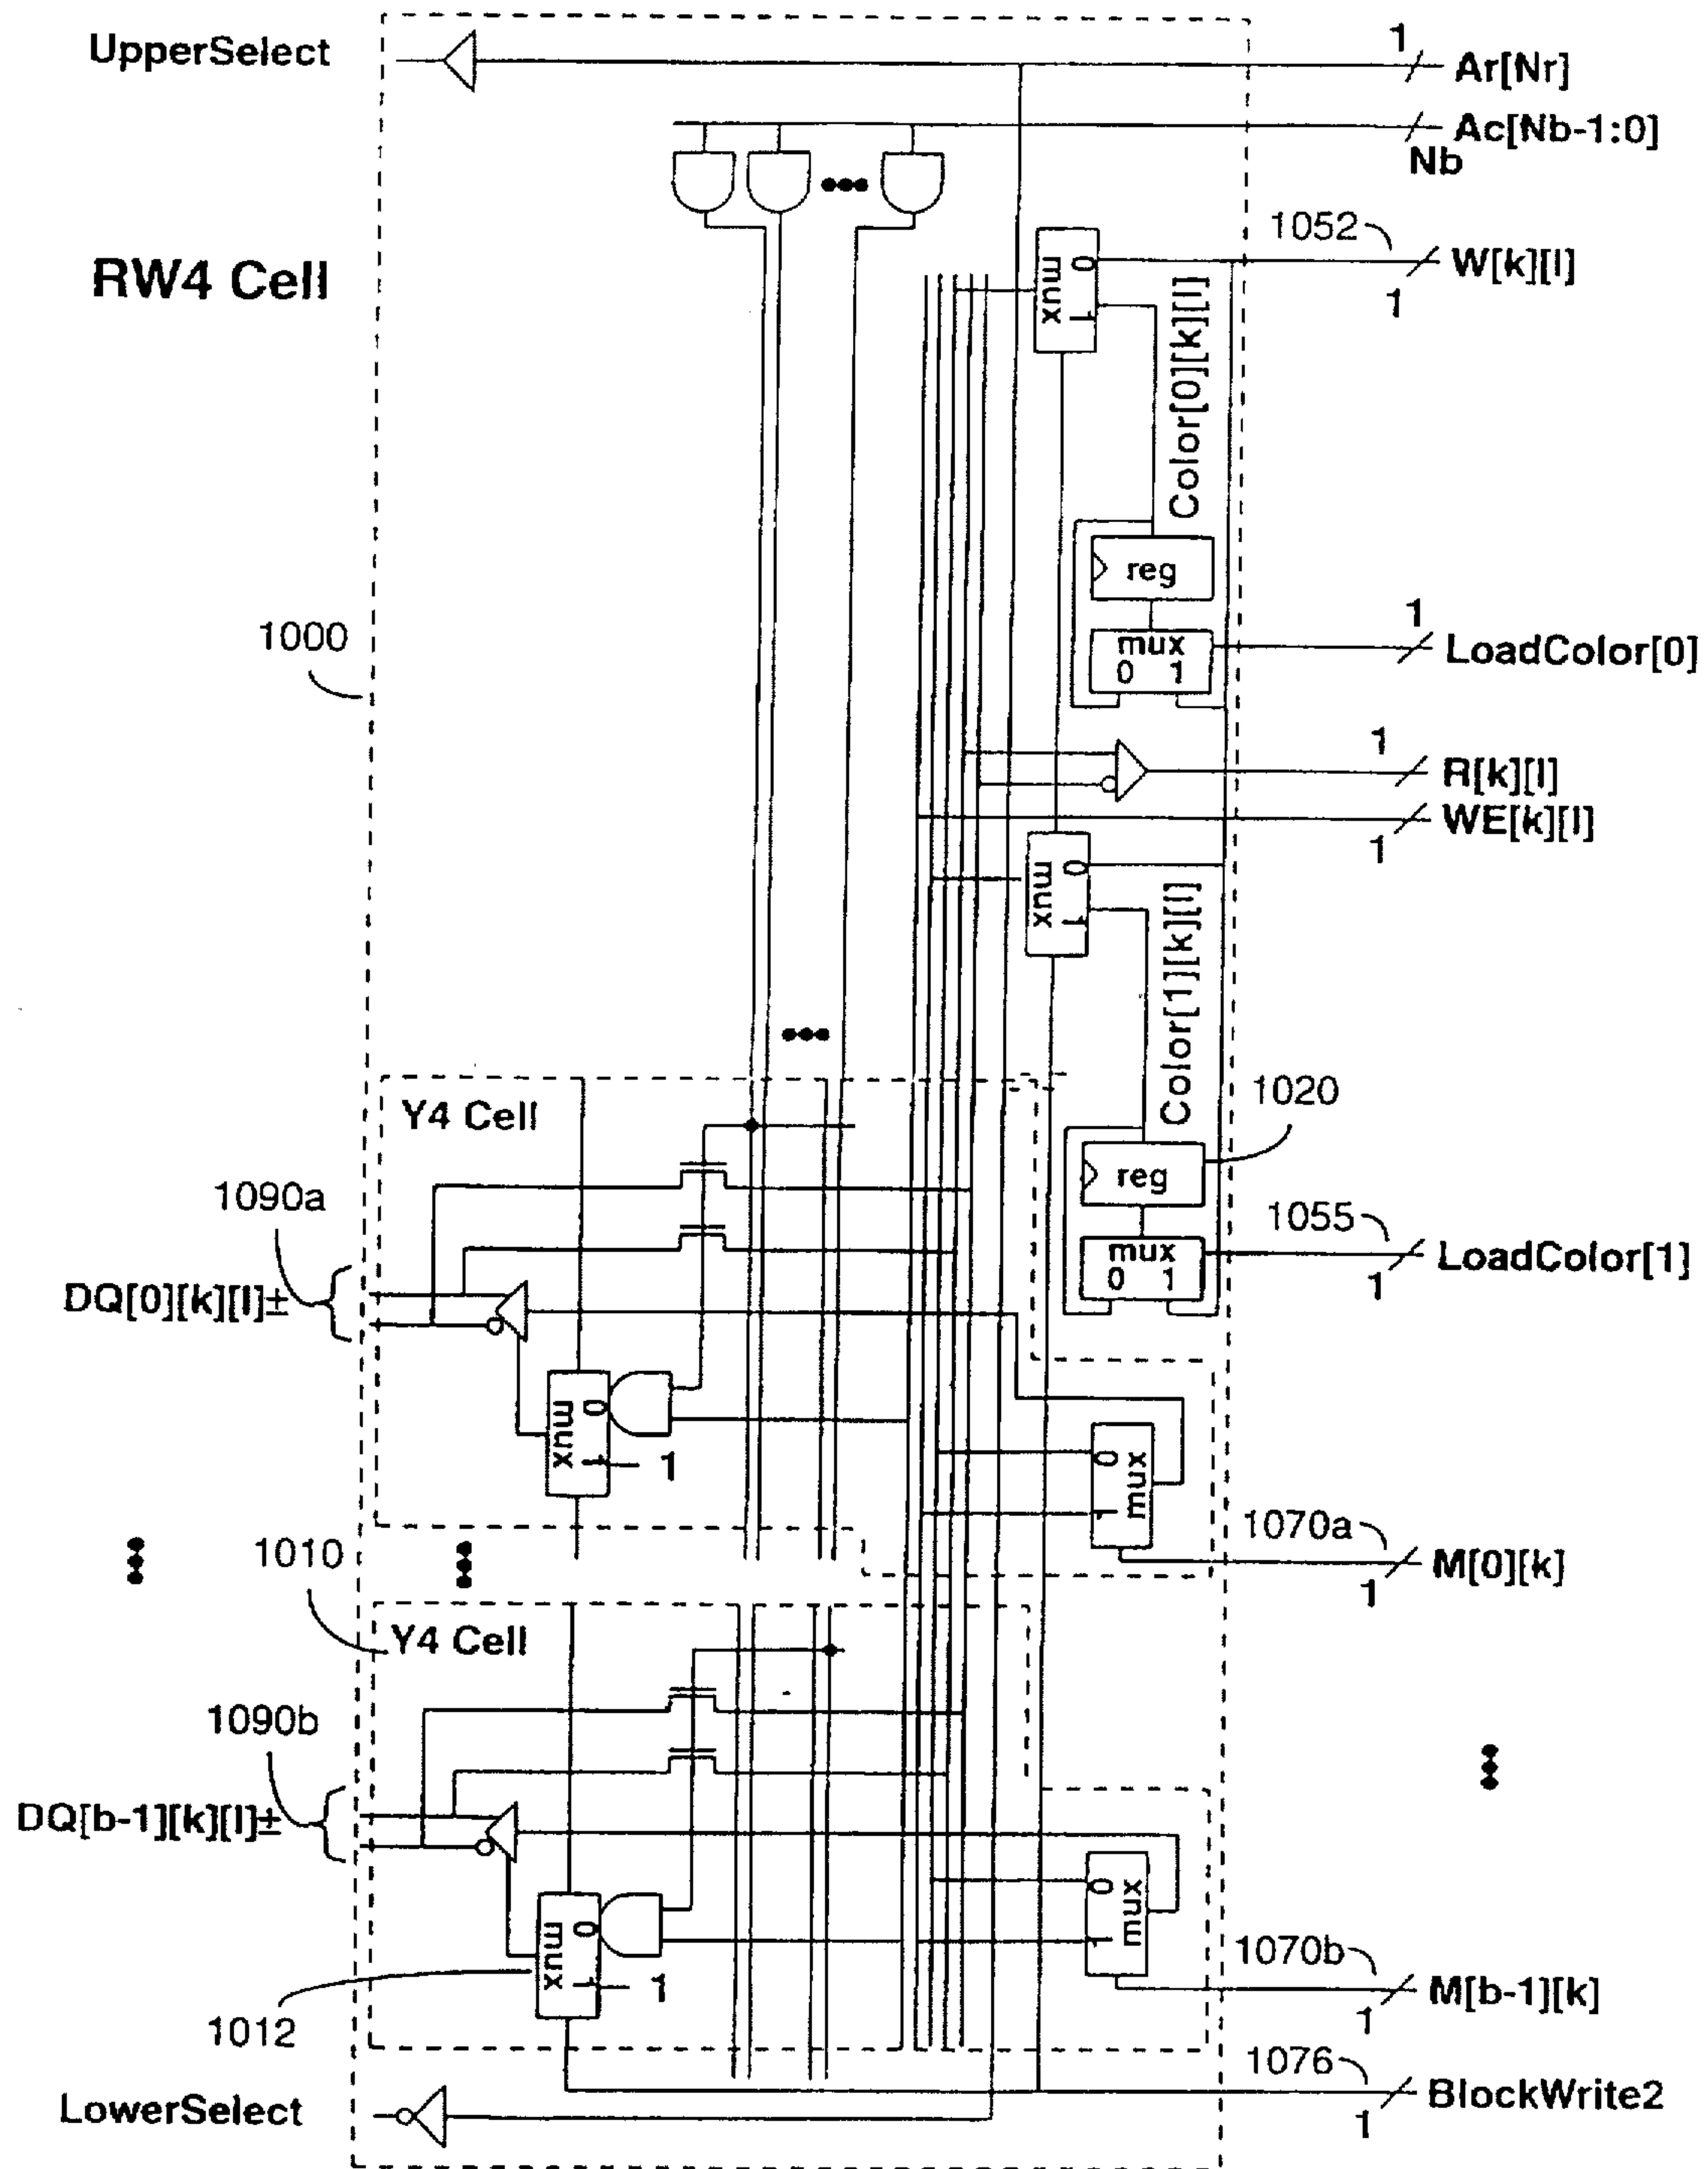 UpperSelect
1
Ar[Nr]
Ac[Nb-1:0]
Nb
RW4 Cell
1052
W[k][l]
1
0
mux
1
Color[0][k][l]
reg
1000
1
mux
0 1
LoadColor[0]
1
R[k][l]
WE[k][l]
1
0
mux
1
Color[1][k][l]
Y4 Cell
1020
reg
1090a
1055
mux
0 1
LoadColor[1]
1
DQ[0][k][l]±
0
mux
1
1
0
mux
1
1070a
M[0][k]
1
1010
Y4 Cell
1090b
DQ[b-1][k][l]±
0
mux
1
1
0
mux
1
1070b
M[b-1][k]
1
1012
1076
BlockWrite2
1
LowerSelect